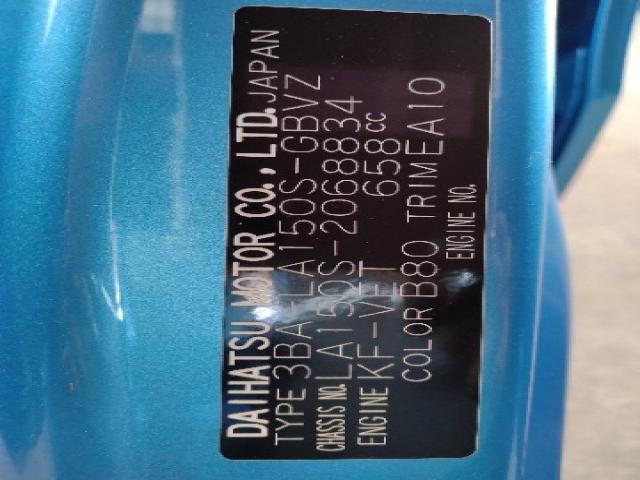 DAIHATSU MOTOR CO., LTD. JAPAN
TYPE 3BA-LA150S-GBVZ
CHASSIS NO. LA150S-2068834
ENGINE KF-VET 658cc
COLOR B80 TRIM EA10
ENGINE NO.